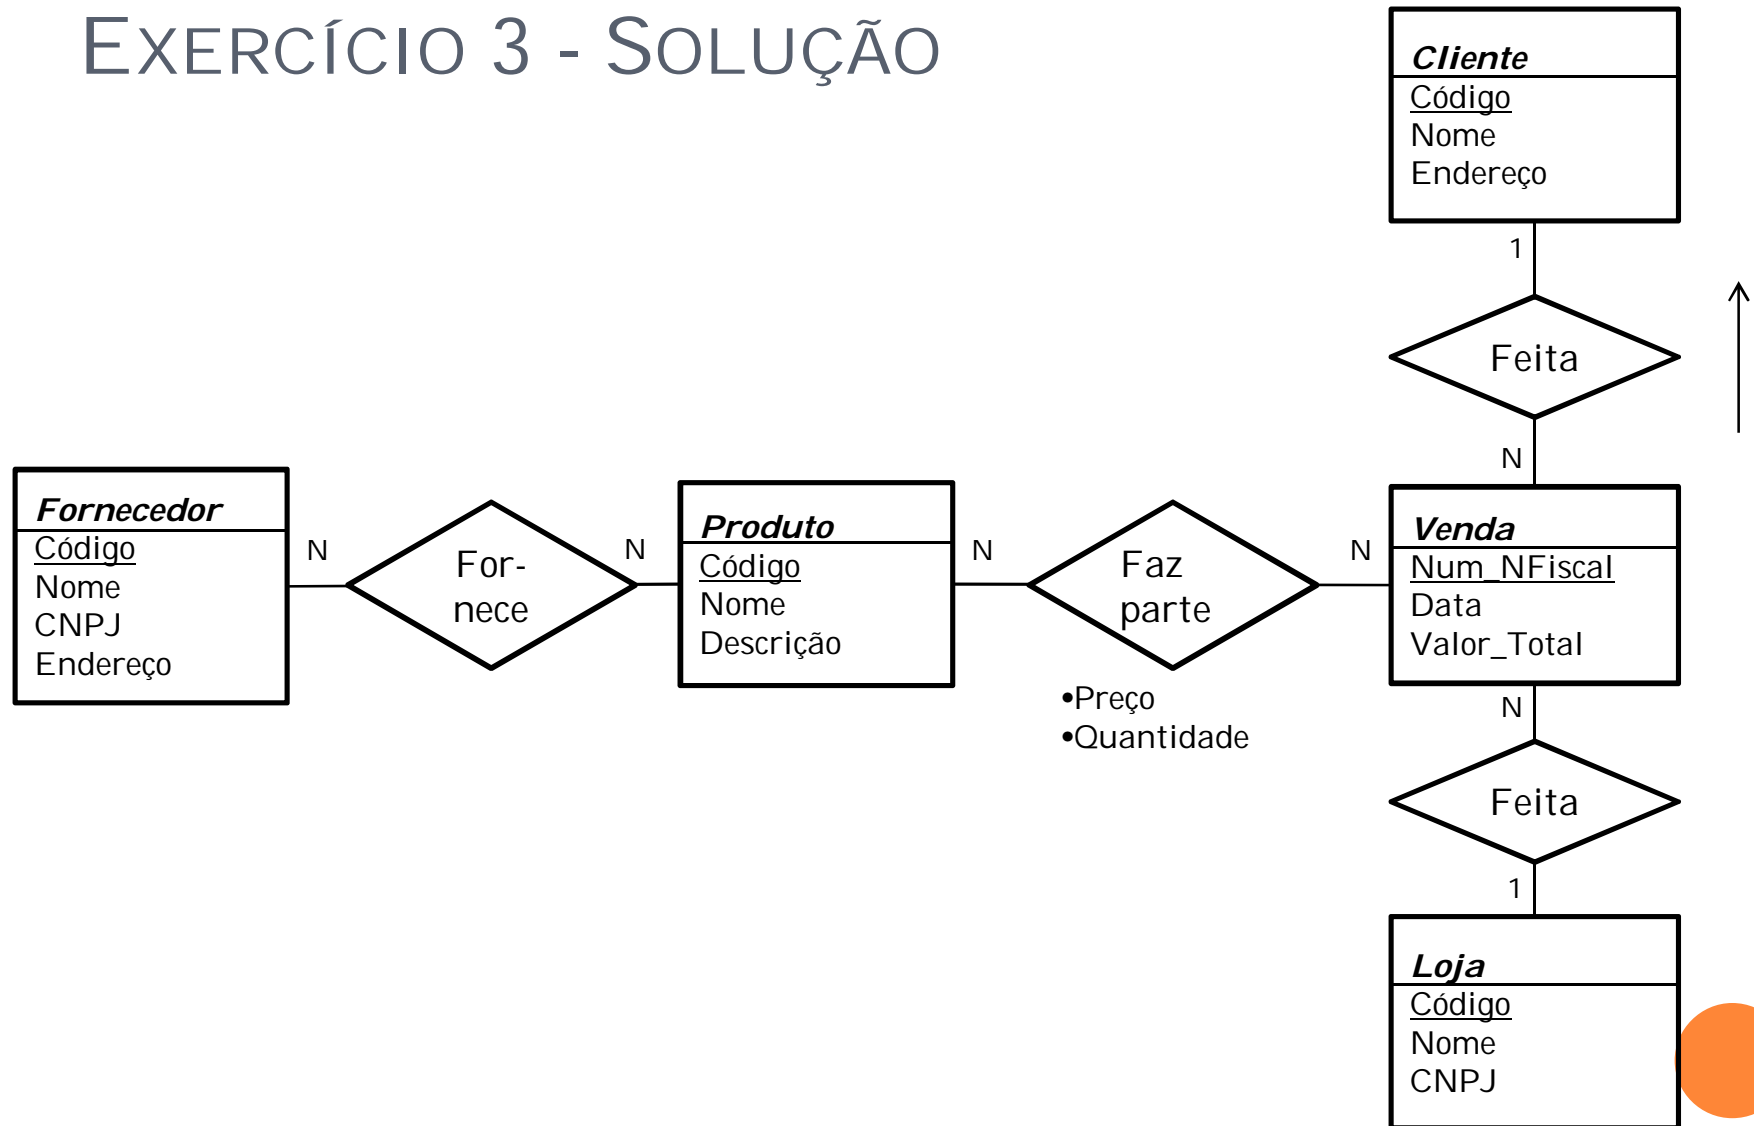 EXERCÍCIO 3 - SOLUÇÃO
Cliente
Código
Nome
Endereço
1
Feita
N
Fornecedor
Código
Nome
CNPJ
Endereço
N
For-
nece
N
Produto
Código
Nome
Descrição
N
Faz
parte
•Preço
•Quantidade
N
Venda
Num_NFiscal
Data
Valor_Total
N
Feita
1
Loja
Código
Nome
CNPJ